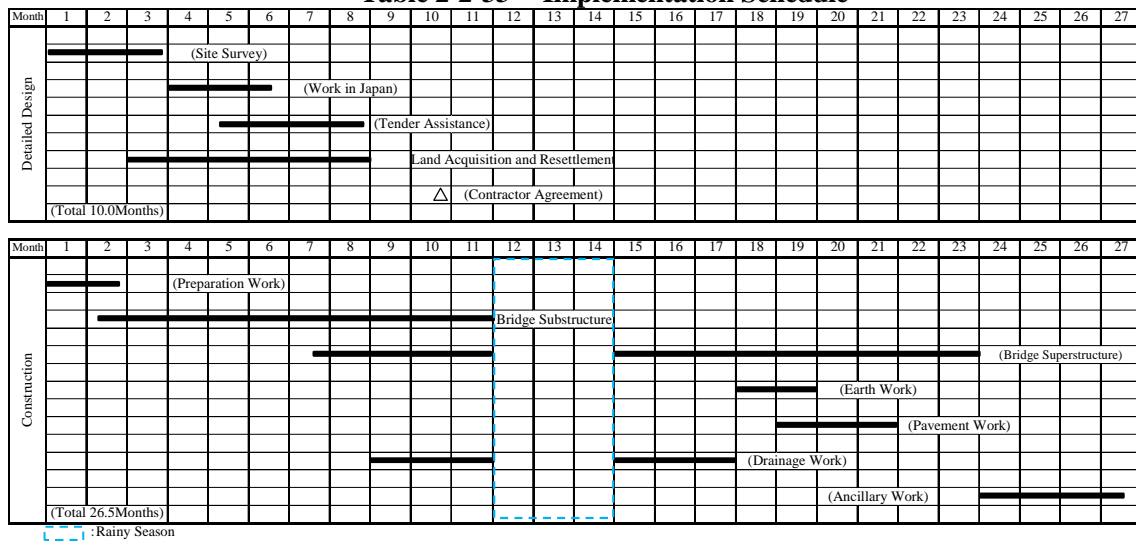 Table 2-2-35 Implementation Schedule
Month 1 2 3 4 5 6 7 8 9 10 11 12 13 14 15 16 17 18 19 20 21 22 23 24 25 26 27
Detailed Design
(Site Survey)
(Work in Japan)
(Tender Assistance)
Land Acquisition and Resettlement
(Contractor Agreement)
(Total 10.0Months)
Month 1 2 3 4 5 6 7 8 9 10 11 12 13 14 15 16 17 18 19 20 21 22 23 24 25 26 27
Construction
(Preparation Work)
Bridge Substructure
(Bridge Superstructure)
(Earth Work)
(Pavement Work)
(Drainage Work)
(Ancillary Work)
(Total 26.5Months)
:Rainy Season